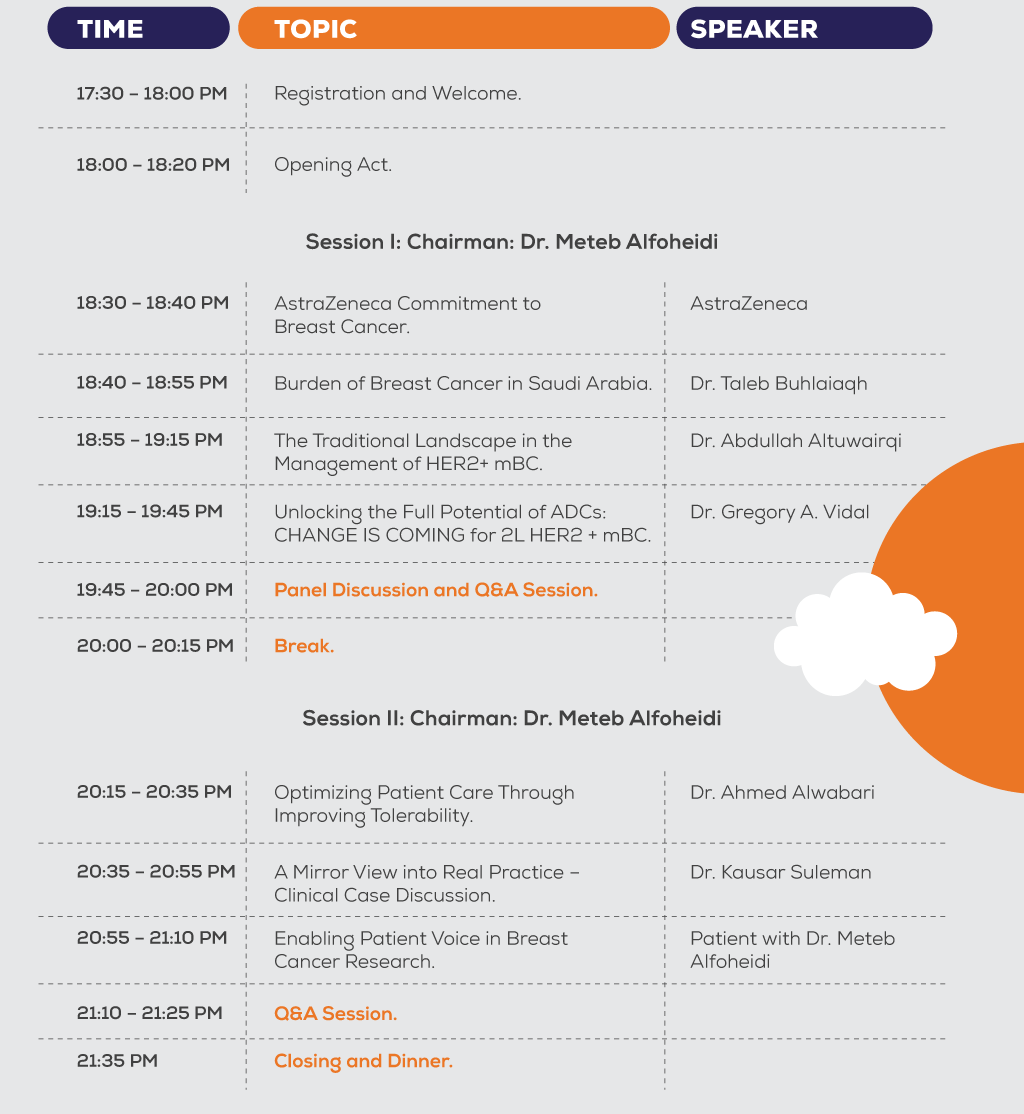 TIME TOPIC SPEAKER
17:30 – 18:00 PM Registration and Welcome.
18:00 – 18:20 PM Opening Act.
Session I: Chairman: Dr. Meteb Alfoheidi
18:30 – 18:40 PM AstraZeneca Commitment to AstraZeneca
Breast Cancer.
18:40 – 18:55 PM Burden of Breast Cancer in Saudi Arabia. Dr. Taleb Buhlaiaqh
18:55 – 19:15 PM The Traditional Landscape in the Dr. Abdullah Altuwairqi
Management of HER2+ mBC.
19:15 – 19:45 PM Unlocking the Full Potential of ADCs: Dr. Gregory A. Vidal
CHANGE IS COMING for 2L HER2 + mBC.
19:45 – 20:00 PM Panel Discussion and Q&A Session.
20:00 – 20:15 PM Break.
Session II: Chairman: Dr. Meteb Alfoheidi
20:15 – 20:35 PM Optimizing Patient Care Through Dr. Ahmed Alwabari
Improving Tolerability.
20:35 – 20:55 PM A Mirror View into Real Practice – Dr. Kausar Suleman
Clinical Case Discussion.
20:55 – 21:10 PM Enabling Patient Voice in Breast Patient with Dr. Meteb
Cancer Research. Alfoheidi
21:10 – 21:25 PM Q&A Session.
21:35 PM Closing and Dinner.